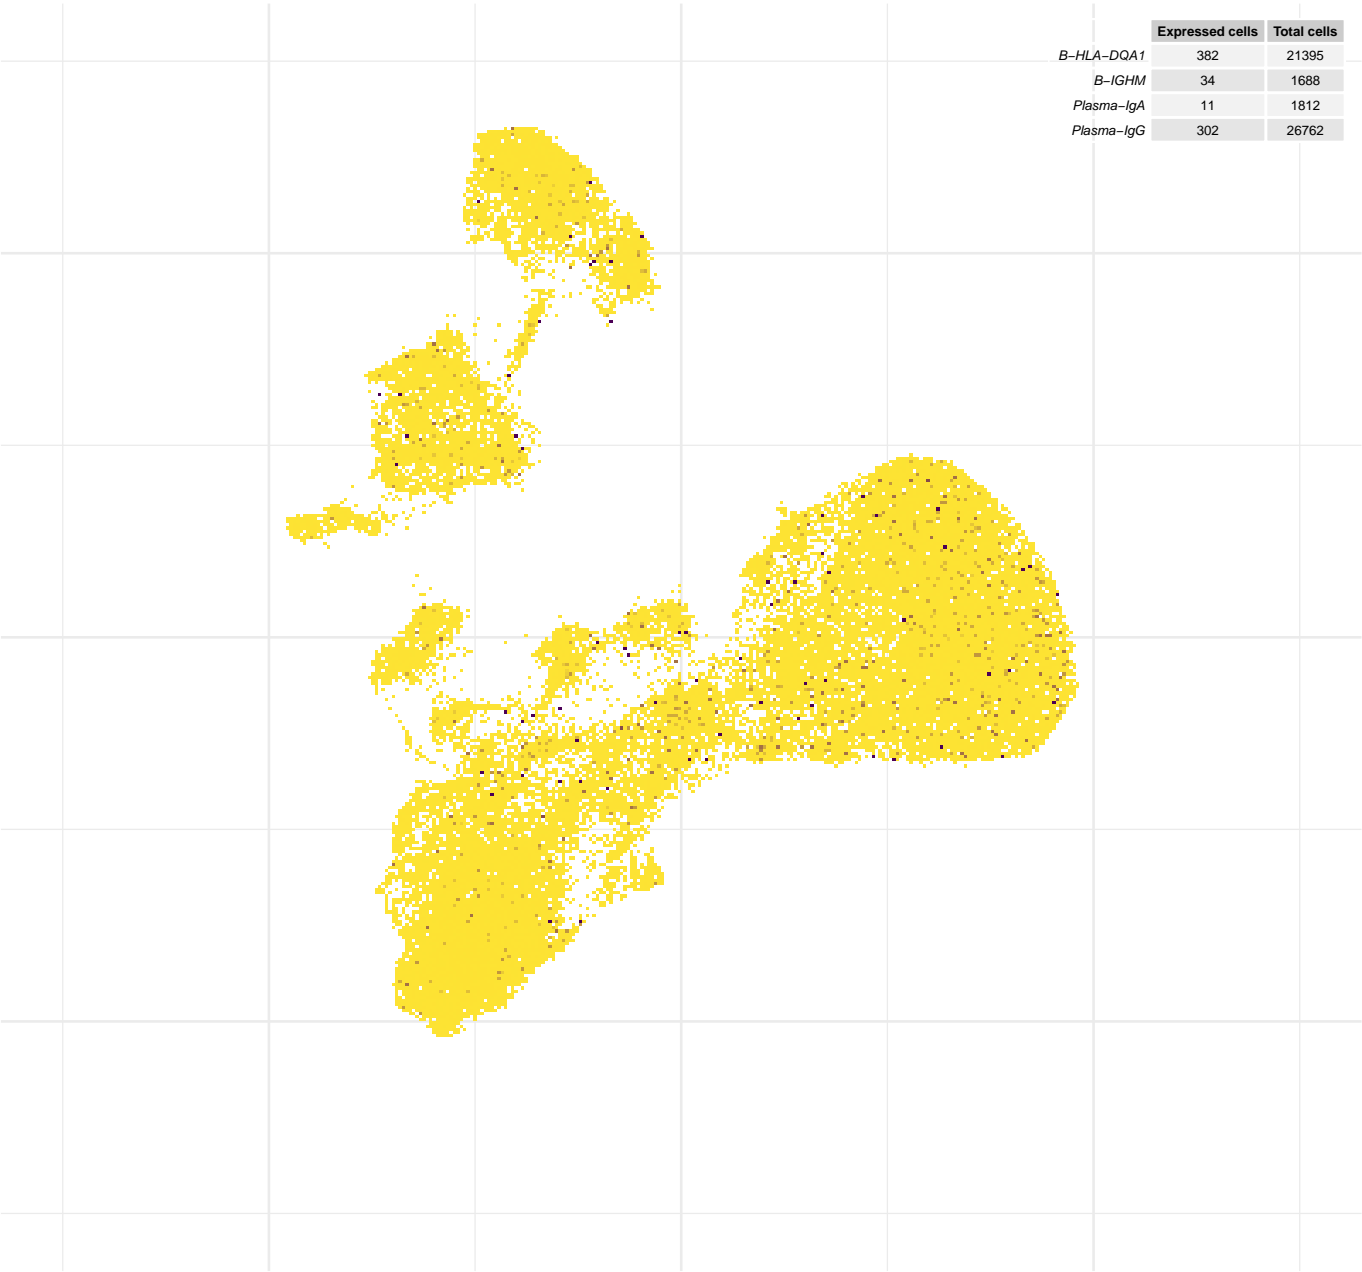 Expressed cells Total cells
B−HLA−DQA1 382 21395
B−IGHM 34 1688
Plasma−IgA 11 1812
Plasma−IgG 302 26762